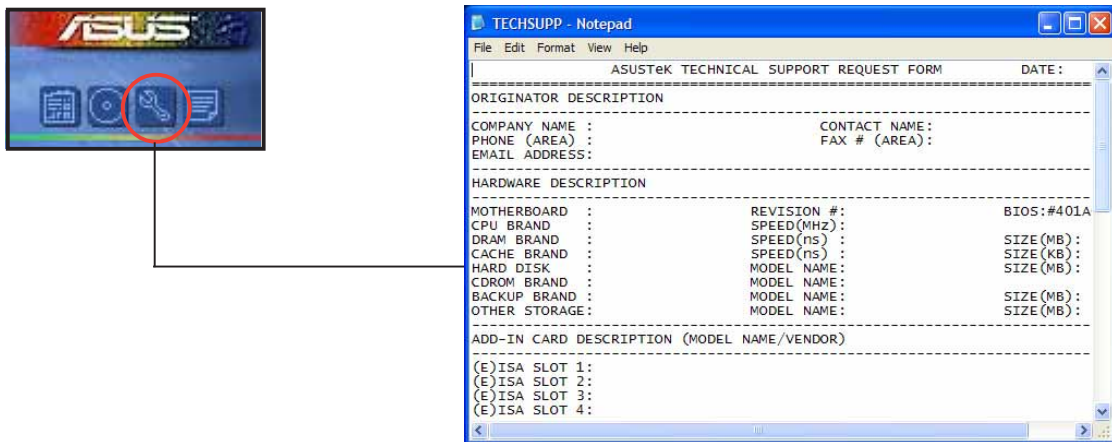 ASUS
TECHSUPP - Notepad
File Edit Format View Help
ASUSTeK TECHNICAL SUPPORT REQUEST FORM DATE:
================================================================================
ORIGINATOR DESCRIPTION
--------------------------------------------------------------------------------
COMPANY NAME : CONTACT NAME:
PHONE (AREA) : FAX # (AREA):
EMAIL ADDRESS:
--------------------------------------------------------------------------------
HARDWARE DESCRIPTION
--------------------------------------------------------------------------------
MOTHERBOARD : REVISION #: BIOS:#401A
CPU BRAND : SPEED(MHz):
DRAM BRAND : SPEED(ns) : SIZE(MB):
CACHE BRAND : SPEED(ns) : SIZE(KB):
HARD DISK : MODEL NAME: SIZE(MB):
CDROM BRAND : MODEL NAME:
BACKUP BRAND : MODEL NAME: SIZE(MB):
OTHER STORAGE: MODEL NAME: SIZE(MB):
--------------------------------------------------------------------------------
ADD-IN CARD DESCRIPTION (MODEL NAME/VENDOR)
--------------------------------------------------------------------------------
(E)ISA SLOT 1:
(E)ISA SLOT 2:
(E)ISA SLOT 3:
(E)ISA SLOT 4: